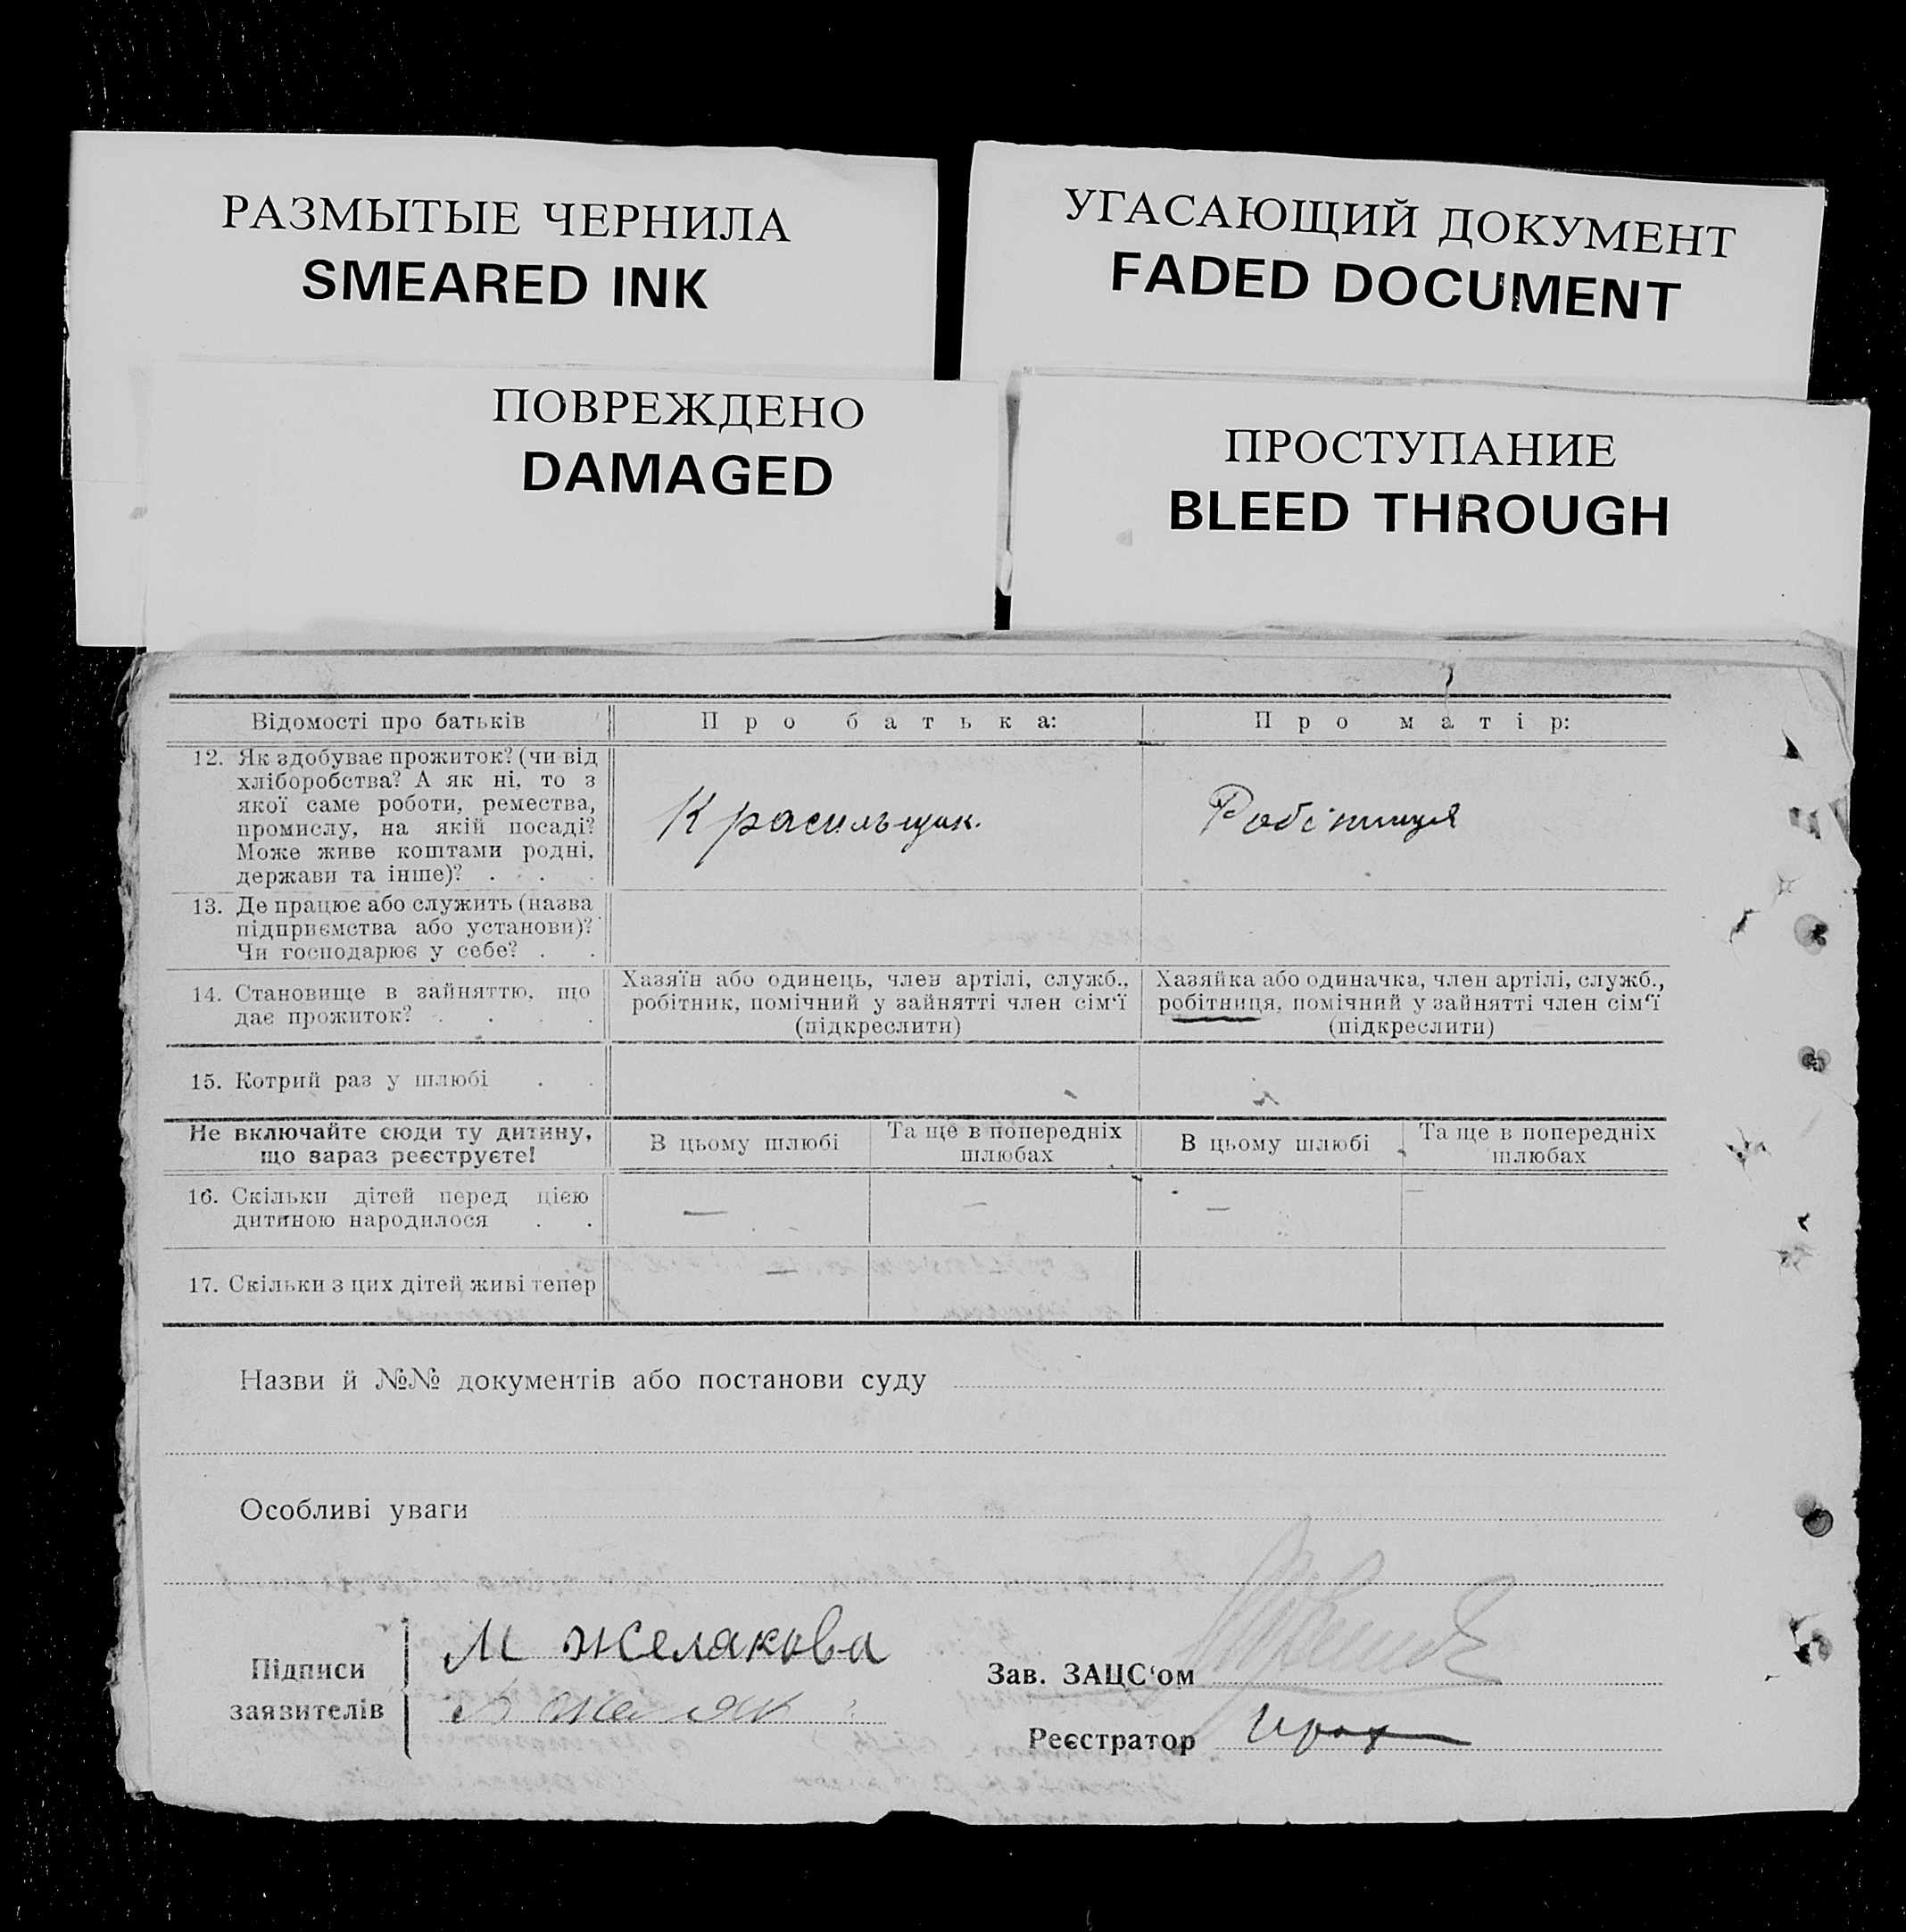 РАЗМЫТЫЕ ЧЕРНИЛА
SMEARED INK
УГАСАЮЩИЙ ДОКУМЕНТ
FADED DOCUMENT
ПОВРЕЖДЕНО
DAMAGED
ПРОСТУПАНИЕ
BLEED THROUGH
Відомості про батьків
Про батька:
Про матір:
12. Як здобуває прожиток? (чи від
хліборобства? А як ні, то з
якої саме роботи, ремества,
промислу, на якій посаді?
Може живе коштами родні,
держави та інше)? . . .
Красильщик.
Робітниця
13. Де працює або служить (назва
підприємства або установи)?
Чи господарює у себе? . .
14. Становище в зайняттю, що
дає прожиток? . . . .
Хазяїн або одинець, член артілі, служб.,
робітник, помічний у зайнятті член сім'ї
(підкреслити)
Хазяйка або одиначка, член артілі, служб.,
робітниця, помічний у зайнятті член сім'ї
(підкреслити)
15. Котрий раз у шлюбі . .
Не включайте сюди ту дитину,
що зараз реєструєте!
В цьому шлюбі
Та ще в попередніх
шлюбах
В цьому шлюбі
Та ще в попередніх
шлюбах
16. Скільки дітей перед цією
дитиною народилося . .
— — — —
17. Скільки з цих дітей живі тепер
—
Назви й №№ документів або постанови суду
Особливі уваги
Підписи
заявителів
М Желакова
Зав. ЗАЦС‘ом
Реєстратор